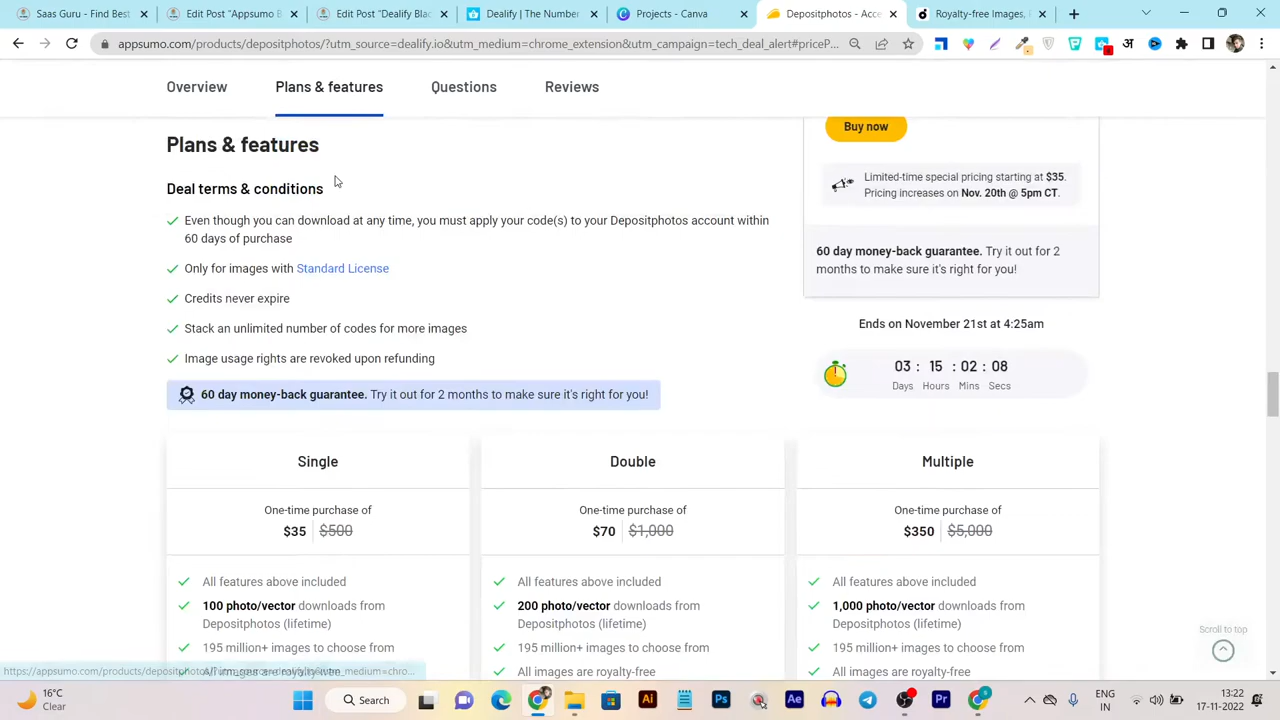 Saas Guru - Find Best
Edit Post "Appsumo B
Edit Post "Dealify Blac
Dealify | The Number
Projects - Canva
Depositphotos - Acce
Royalty-free Images, P
appsumo.com/products/depositphotos/?utm_source=dealify.io&utm_medium=chrome_extension&utm_campaign=tech_deal_alert#priceP...
अ
Overview
Plans & features
Questions
Reviews
Plans & features
Deal terms & conditions
Even though you can download at any time, you must apply your code(s) to your Depositphotos account within
60 days of purchase
Only for images with Standard License
Credits never expire
Stack an unlimited number of codes for more images
Image usage rights are revoked upon refunding
60 day money-back guarantee. Try it out for 2 months to make sure it's right for you!
Buy now
Limited-time special pricing starting at $35.
Pricing increases on Nov. 20th @ 5pm CT.
60 day money-back guarantee. Try it out for 2
months to make sure it's right for you!
Ends on November 21st at 4:25am
03 : 15 : 02 : 08
Days Hours Mins Secs
Single
One-time purchase of
$35 $500
All features above included
100 photo/vector downloads from
Depositphotos (lifetime)
195 million+ images to choose from
Double
One-time purchase of
$70 $1,000
All features above included
200 photo/vector downloads from
Depositphotos (lifetime)
195 million+ images to choose from
All images are royalty-free
Multiple
One-time purchase of
$350 $5,000
All features above included
1,000 photo/vector downloads from
Depositphotos (lifetime)
195 million+ images to choose from
All images are royalty-free
Scroll to top
16°C
Clear
Search
Ai
Ps
Ae
Pr
ENG
IN
13:22
17-11-2022